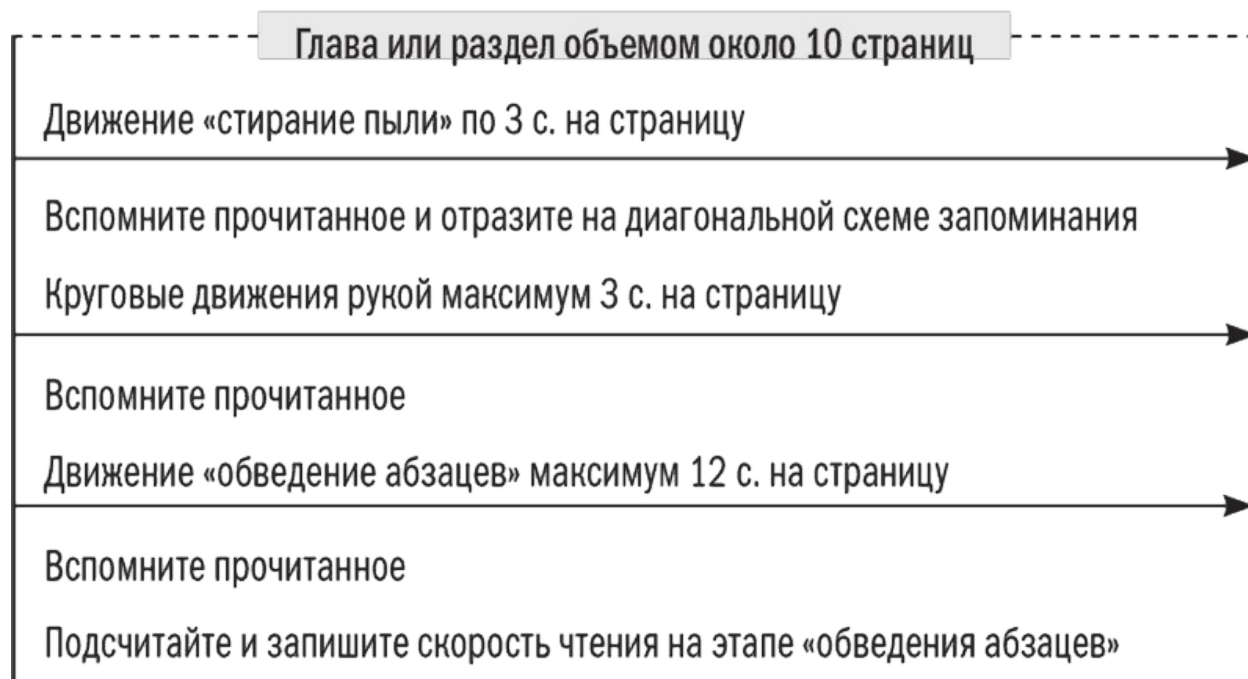 Глава или раздел объемом около 10 страниц
Движение «стирание пыли» по 3 с. на страницу
Вспомните прочитанное и отразите на диагональной схеме запоминания
Круговые движения рукой максимум 3 с. на страницу
Вспомните прочитанное
Движение «обведение абзацев» максимум 12 с. на страницу
Вспомните прочитанное
Подсчитайте и запишите скорость чтения на этапе «обведения абзацев»